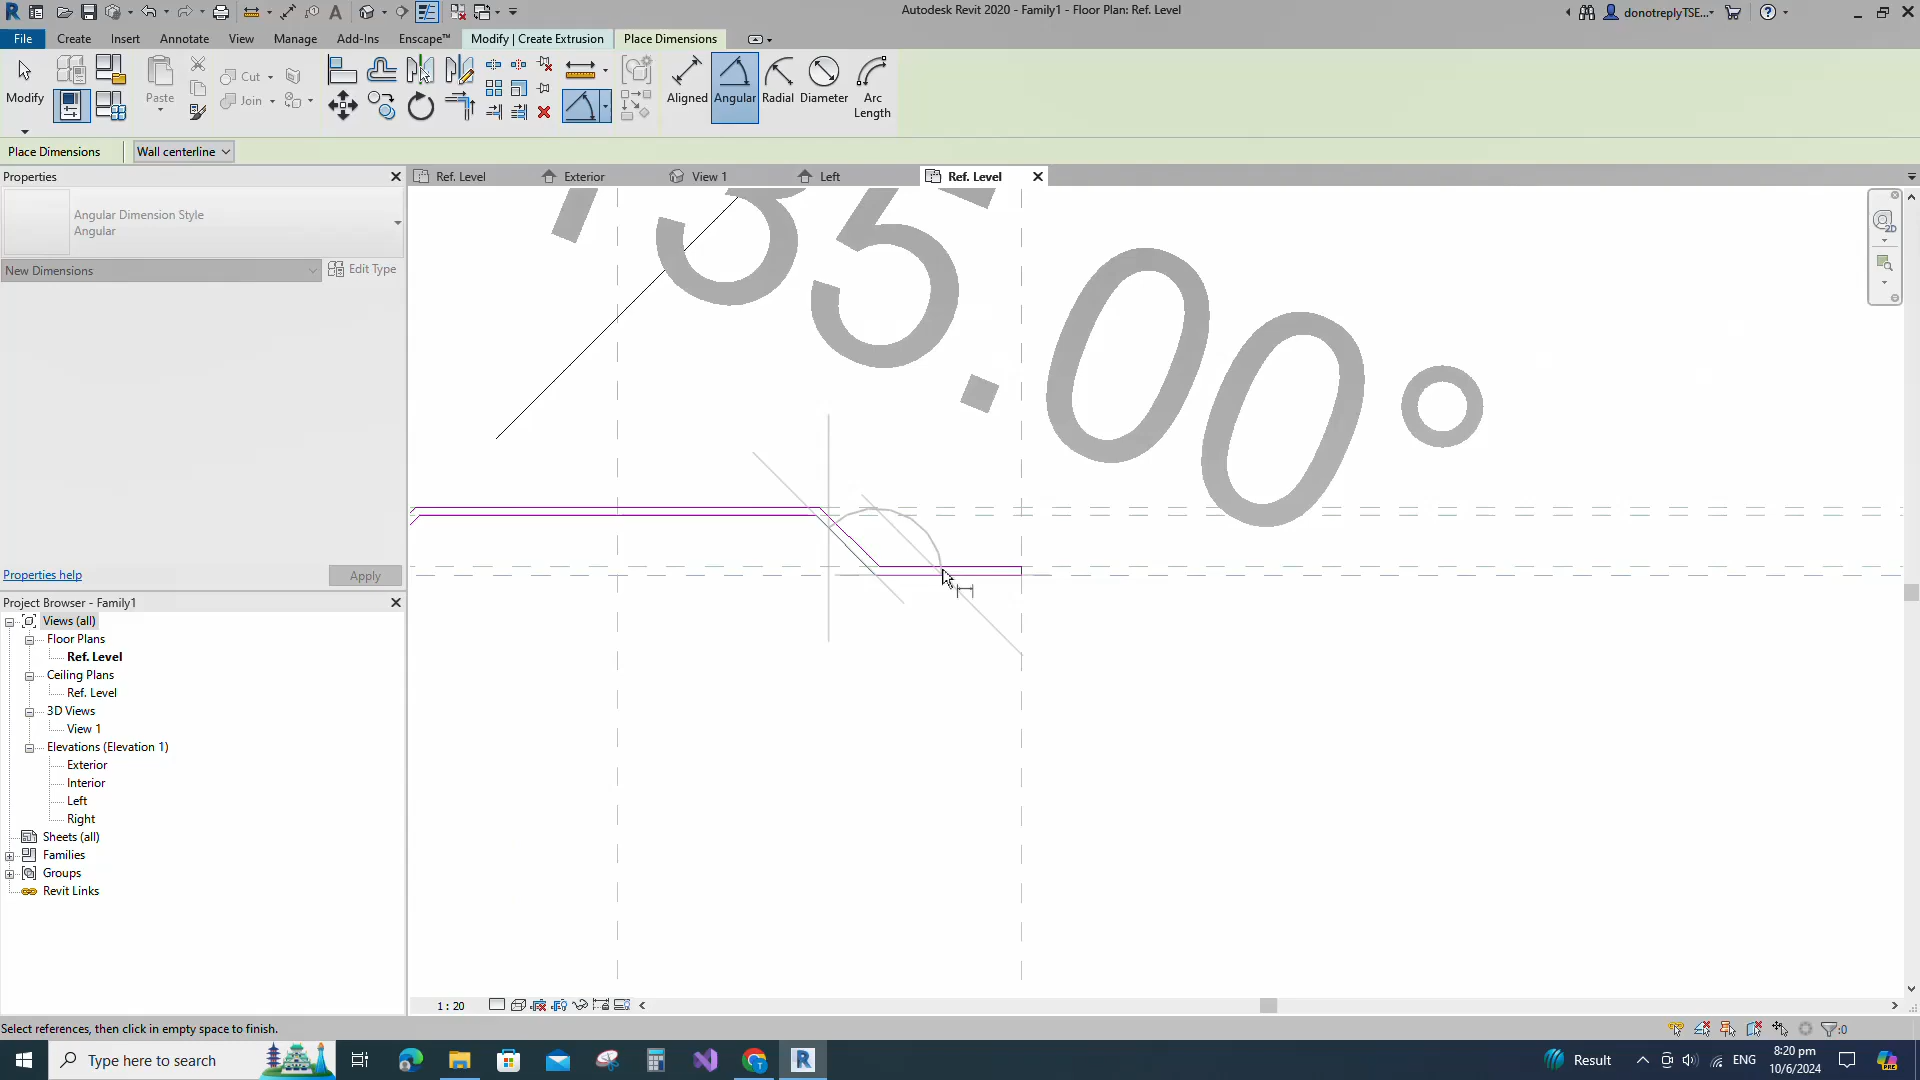 Autodesk Revit 2020 - Family1 - Floor Plan: Ref. Level
donotreplyTSE...
File
Create
Insert
Annotate
View
Manage
Add-Ins
Enscape™
Modify | Create Extrusion
Place Dimensions
Modify
Paste
Cut
Join
Aligned
Angular
Radial
Diameter
Arc Length
Place Dimensions
Wall centerline
Properties
Ref. Level
Exterior
View 1
Left
Ref. Level
Angular Dimension Style
Angular
New Dimensions
Edit Type
135.00°
2D
Properties help
Apply
Project Browser - Family1
Views (all)
Floor Plans
Ref. Level
Ceiling Plans
Ref. Level
3D Views
View 1
Elevations (Elevation 1)
Exterior
Interior
Left
Right
Sheets (all)
Families
Groups
Revit Links
1 : 20
Select references, then click in empty space to finish.
:0
Type here to search
Result
ENG
8:20 pm
10/6/2024